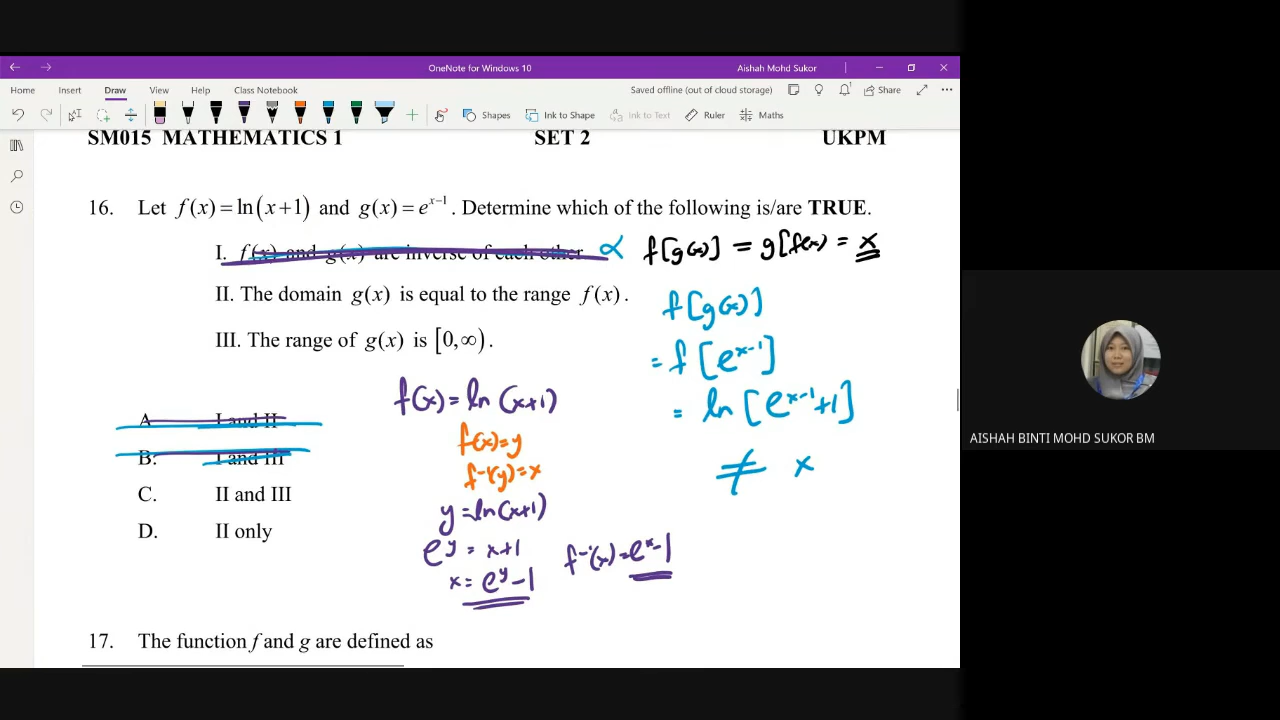 OneNote for Windows 10
Aishah Mohd Sukor
Home Insert Draw View Help Class Notebook
Saved offline (out of cloud storage) Share
Shapes Ink to Shape Ink to Text Ruler Maths
SM015 MATHEMATICS 1 SET 2 UKPM
16. Let f(x) = ln(x+1) and g(x) = e^{x−1}. Determine which of the following is/are TRUE.
I. f(x) and g(x) are inverse of each other. ∝ f[g(x)] = g[f(x) = x
II. The domain g(x) is equal to the range f(x).
III. The range of g(x) is [0,∞).
f[g(x)]
= f[e^{x-1}]
= ln[e^{x-1}+1]
≠ x
f(x) = ln(x+1)
f(x)=y
f-1(y)=x
y=ln(x+1)
e^y = x+1
x = e^y -1
f-1(x) = e^x-1
A I and II
B. I and III
C. II and III
D. II only
17. The function f and g are defined as
AISHAH BINTI MOHD SUKOR BM